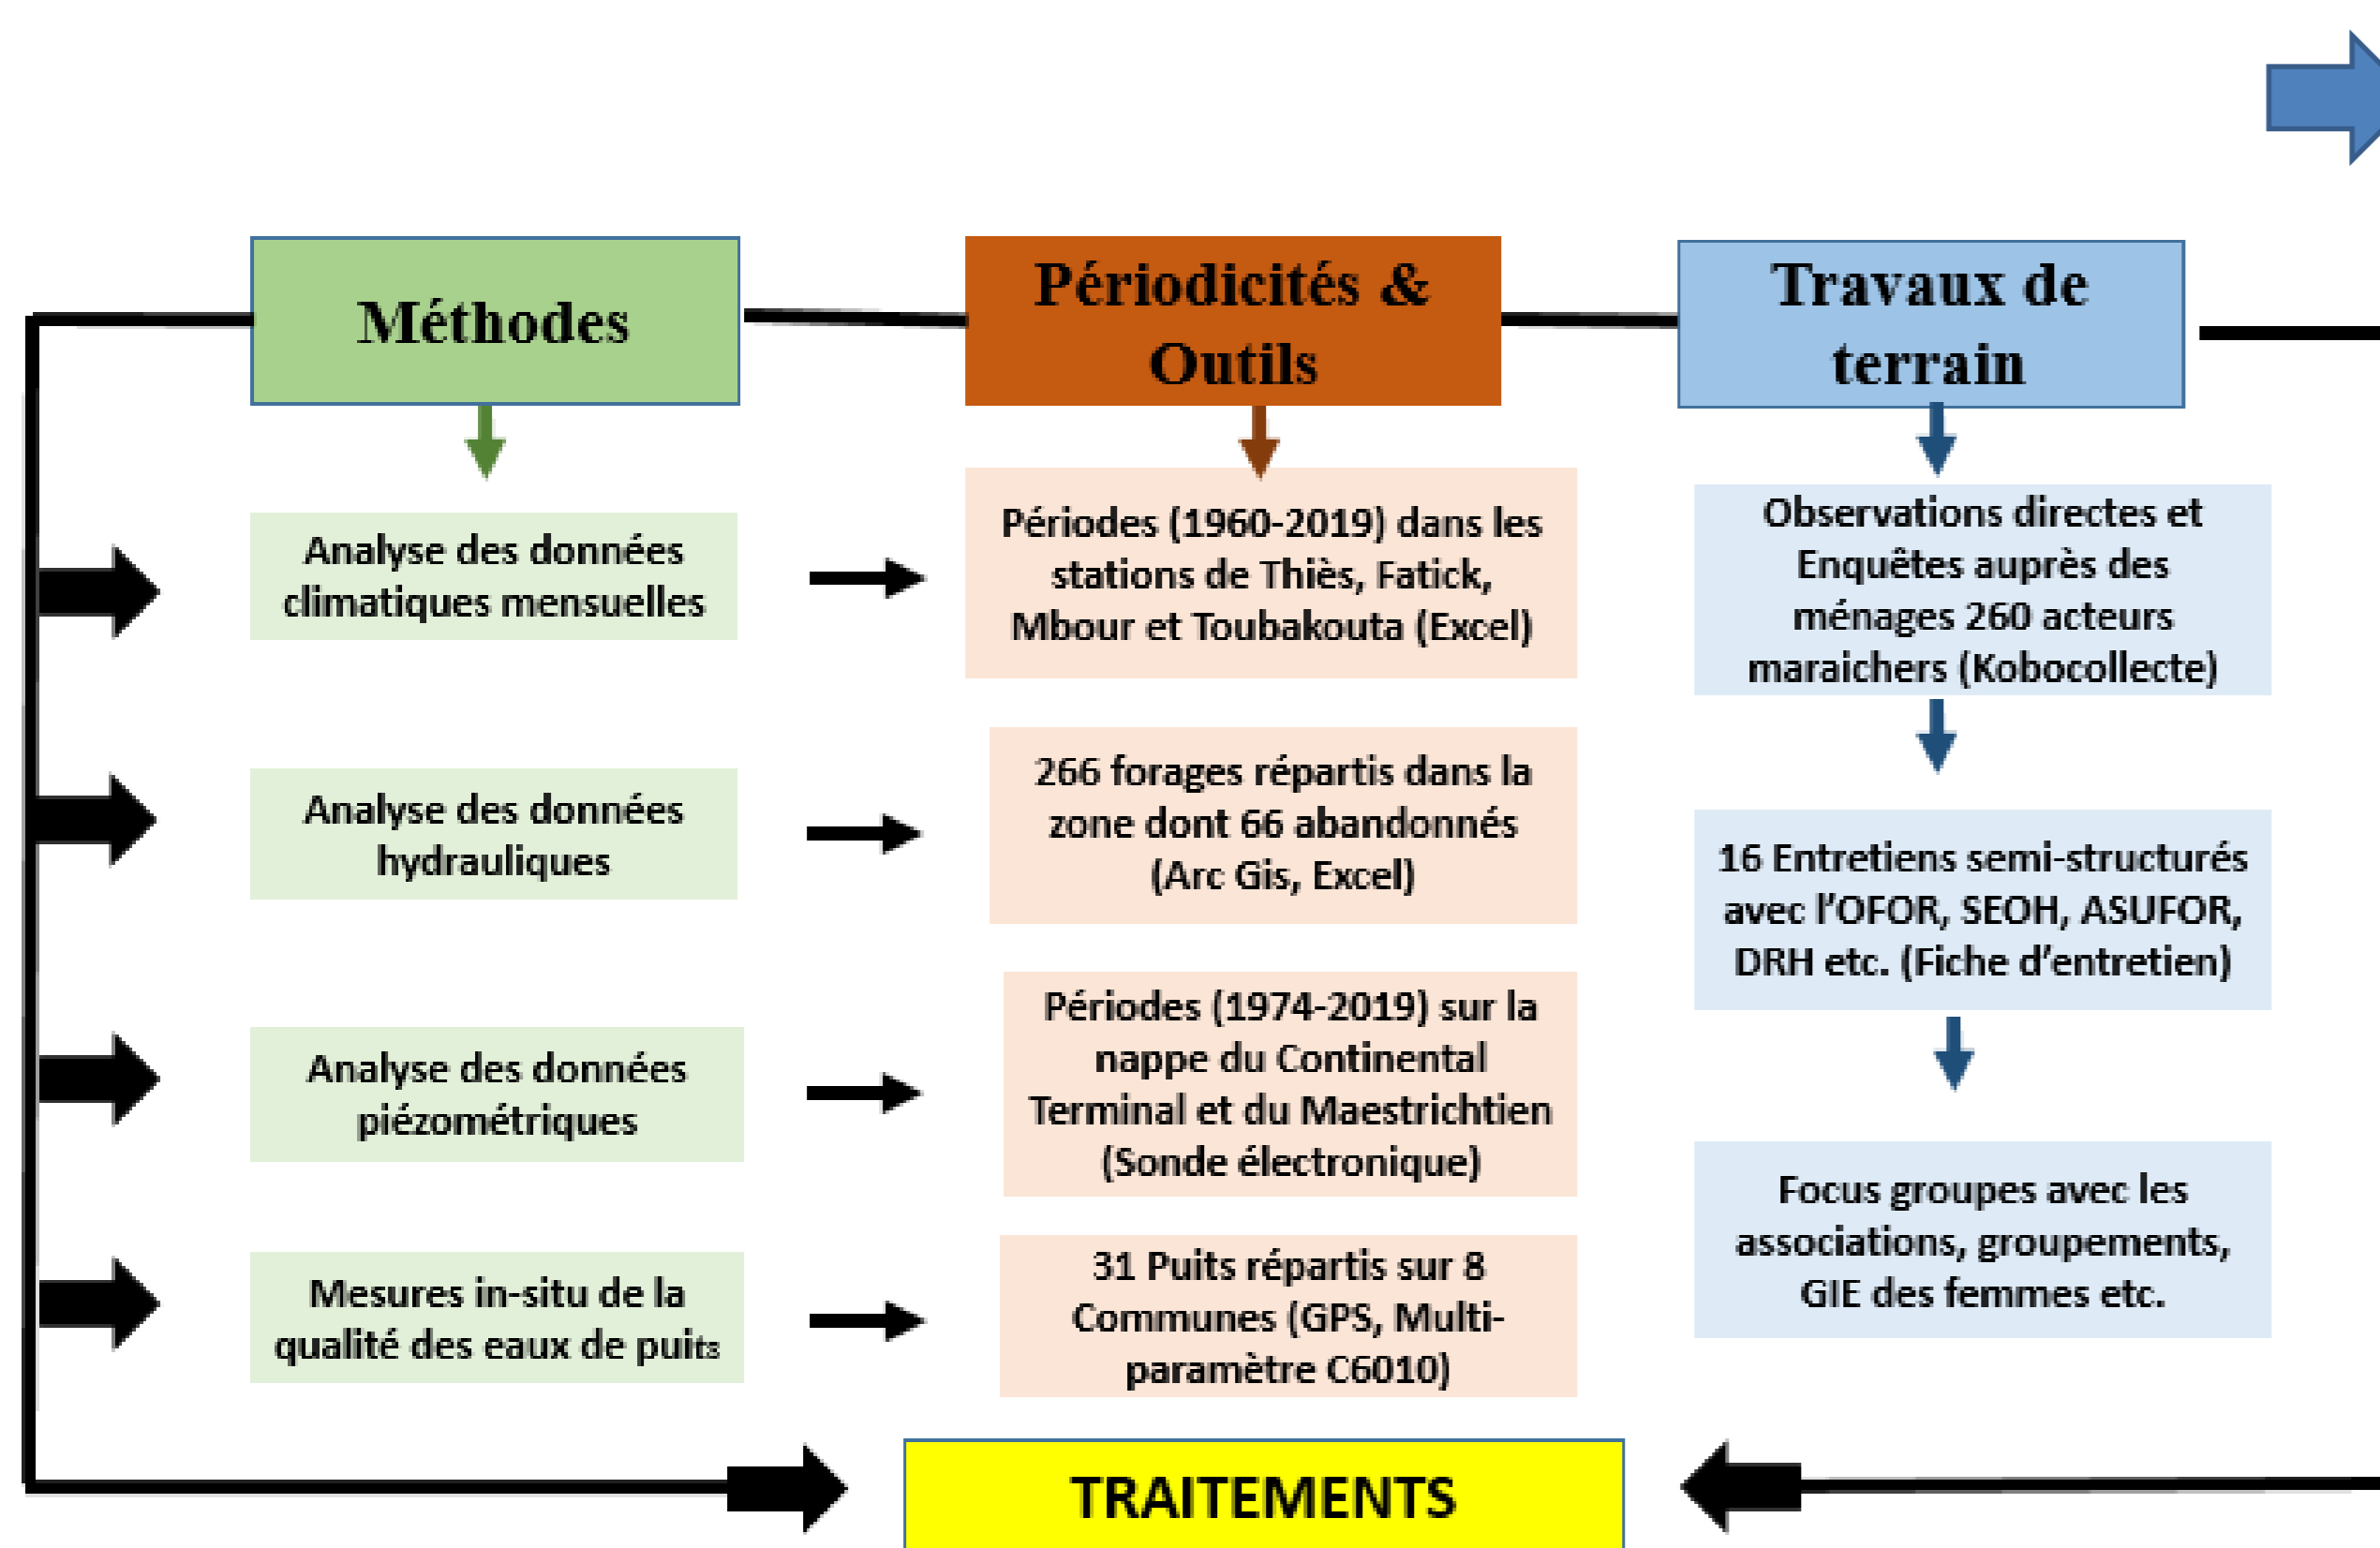 Méthodes
Périodicités &
Outils
Travaux de
terrain
Analyse des données
climatiques mensuelles
Périodes (1960-2019) dans les
stations de Thiès, Fatick,
Mbour et Toubakouta (Excel)
Observations directes et
Enquêtes auprès des
ménages 260 acteurs
maraichers (Kobocollecte)
Analyse des données
hydrauliques
266 forages répartis dans la
zone dont 66 abandonnés
(Arc Gis, Excel)
16 Entretiens semi-structurés
avec l’OFOR, SEOH, ASUFOR,
DRH etc. (Fiche d’entretien)
Analyse des données
piézométriques
Périodes (1974-2019) sur la
nappe du Continental
Terminal et du Maestrichtien
(Sonde électronique)
Focus groupes avec les
associations, groupements,
GIE des femmes etc.
Mesures in-situ de la
qualité des eaux de puits
31 Puits répartis sur 8
Communes (GPS, Multi-
paramètre C6010)
TRAITEMENTS